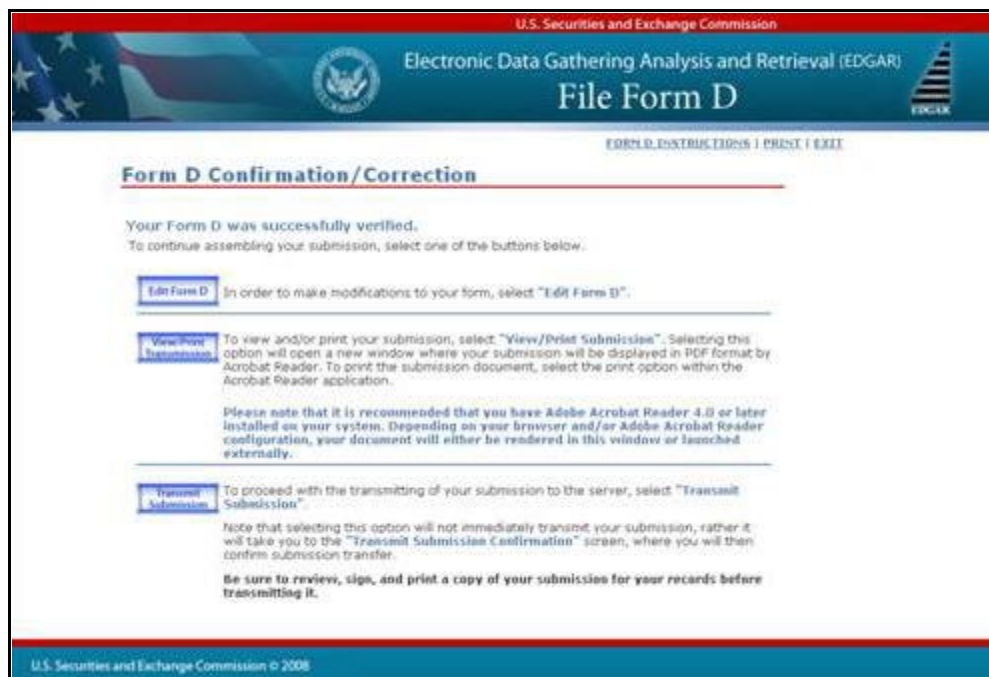 U.S. Securities and Exchange Commission
Electronic Data Gathering Analysis and Retrieval (EDGAR)
File Form D
EDGAR
FORM D INSTRUCTIONS | PRINT | EXIT
Form D Confirmation/Correction
Your Form D was successfully verified.
To continue assembling your submission, select one of the buttons below.
Edit Form D
In order to make modifications to your form, select "Edit Form D".
View/Print
Transmission
To view and/or print your submission, select "View/Print Submission". Selecting this
option will open a new window where your submission will be displayed in PDF format by
Acrobat Reader. To print the submission document, select the print option within the
Acrobat Reader application.
Please note that it is recommended that you have Adobe Acrobat Reader 4.0 or later
installed on your system. Depending on your browser and/or Adobe Acrobat Reader
configuration, your document will either be rendered in this window or launched
externally.
Transmit
Submission
To proceed with the transmitting of your submission to the server, select "Transmit
Submission".
Note that selecting this option will not immediately transmit your submission, rather it
will take you to the "Transmit Submission Confirmation" screen, where you will then
confirm submission transfer.
Be sure to review, sign, and print a copy of your submission for your records before
transmitting it.
U.S. Securities and Exchange Commission © 2008